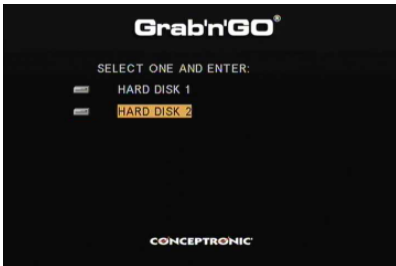 Grab'n'GO®
SELECT ONE AND ENTER:
HARD DISK 1
HARD DISK 2
CONCEPTRONIC